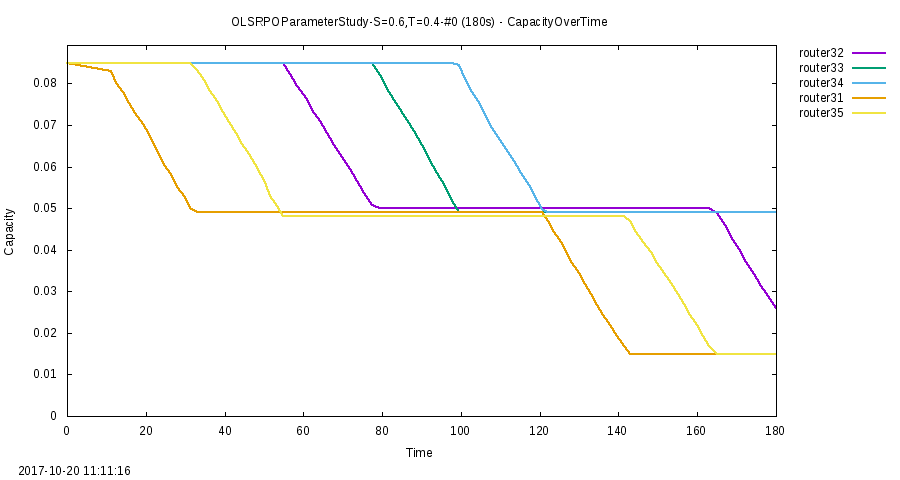 OLSRPOParameterStudy-S=0.6,T=0.4-#0 (180s) - CapacityOverTime
router32
router33
router34
router31
router35
0.08
0.07
0.06
0.05
0.04
0.03
0.02
0.01
0
Capacity
0 20 40 60 80 100 120 140 160 180
Time
2017-10-20 11:11:16